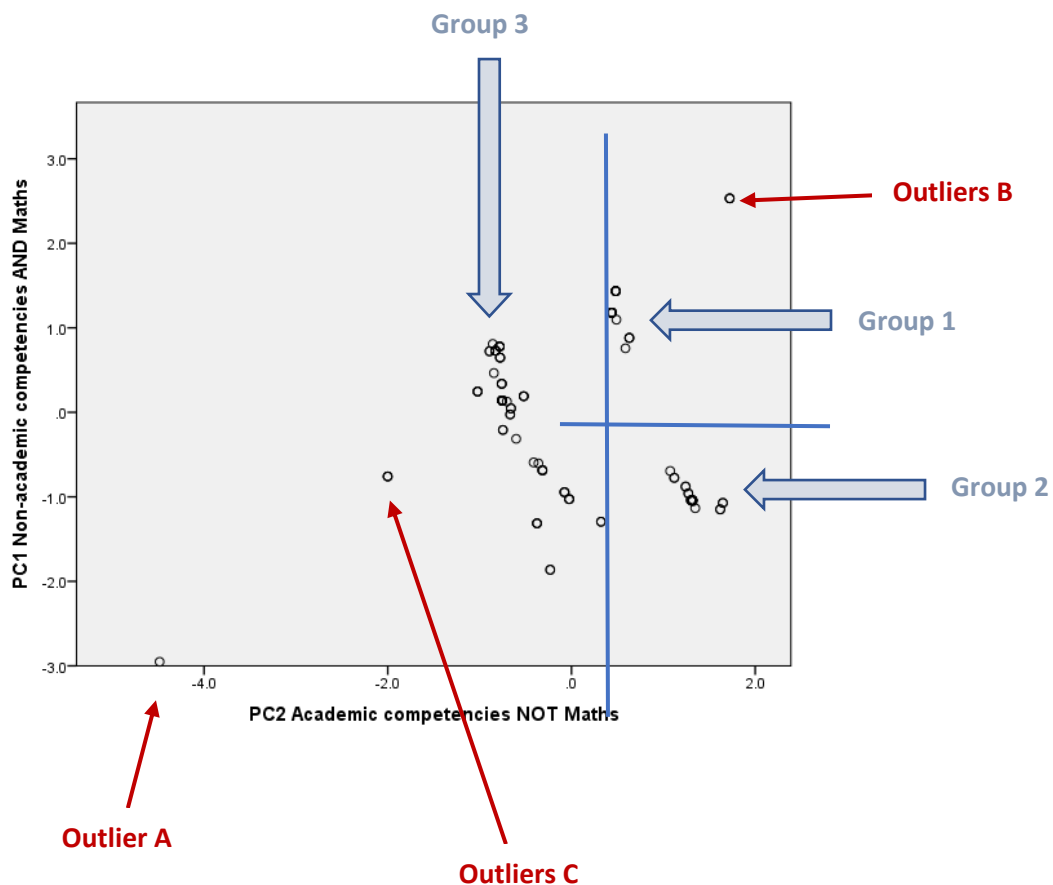 Group 3
3.0
2.0
1.0
.0
-1.0
-2.0
-3.0
PC1 Non-academic competencies AND Maths
Outliers B
Group 1
Group 2
-4.0
-2.0
.0
2.0
PC2 Academic competencies NOT Maths
Outlier A
Outliers C